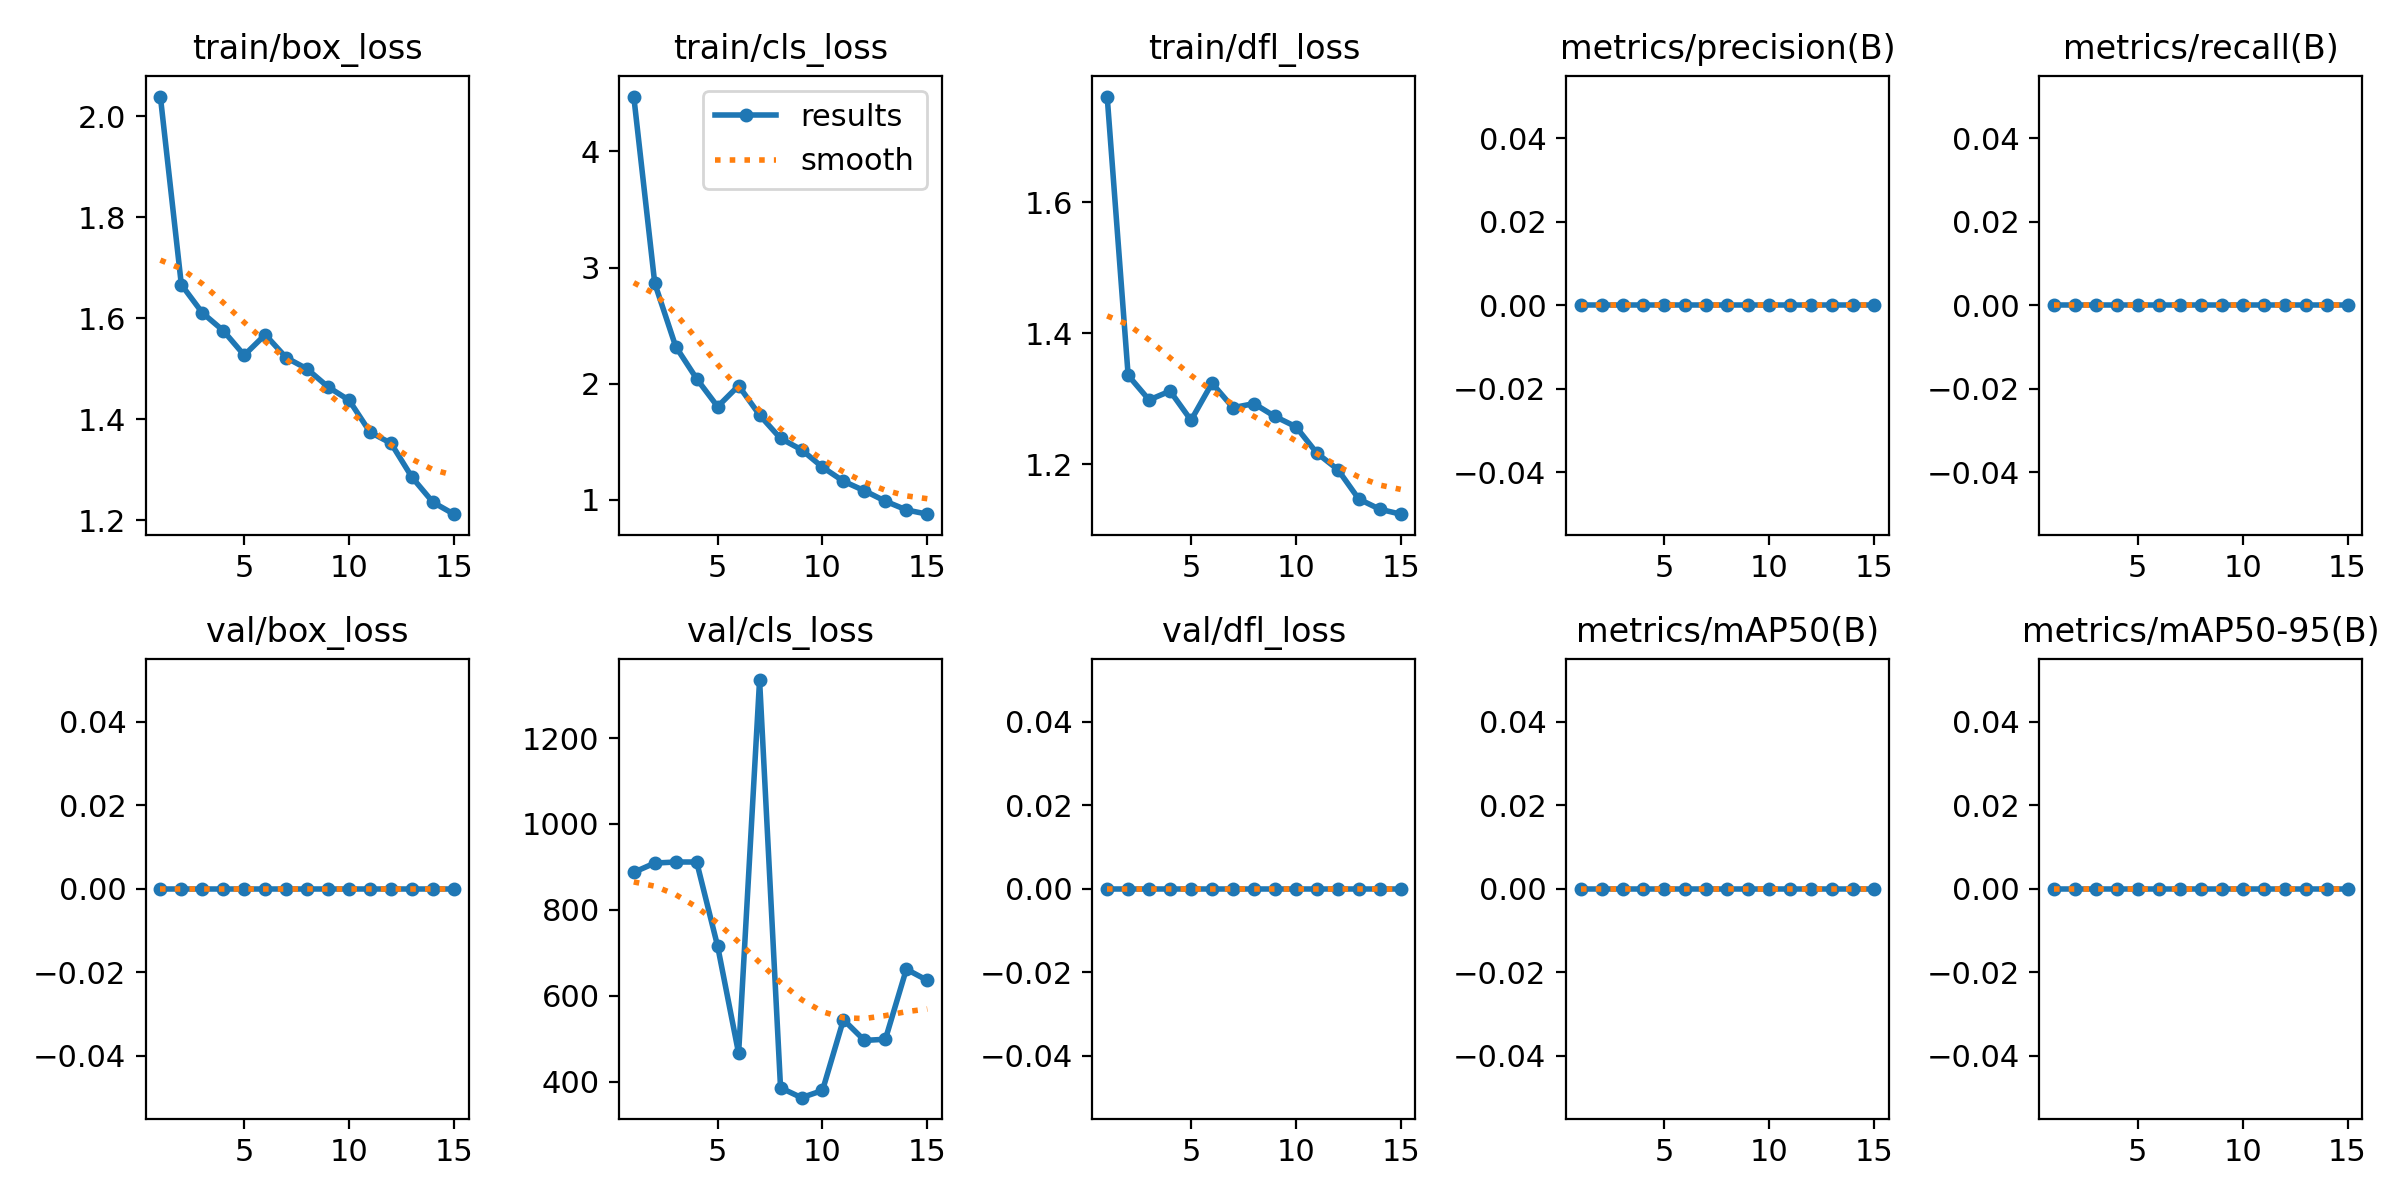 train/box_loss
train/cls_loss
train/dfl_loss
metrics/precision(B)
metrics/recall(B)
2.0
1.8
1.6
1.4
1.2
5 10 15
results
smooth
4
3
2
1
5 10 15
1.6
1.4
1.2
5 10 15
0.04
0.02
0.00
−0.02
−0.04
5 10 15
0.04
0.02
0.00
−0.02
−0.04
5 10 15
val/box_loss
val/cls_loss
val/dfl_loss
metrics/mAP50(B)
metrics/mAP50-95(B)
0.04
0.02
0.00
−0.02
−0.04
5 10 15
1200
1000
800
600
400
5 10 15
0.04
0.02
0.00
−0.02
−0.04
5 10 15
0.04
0.02
0.00
−0.02
−0.04
5 10 15
0.04
0.02
0.00
−0.02
−0.04
5 10 15